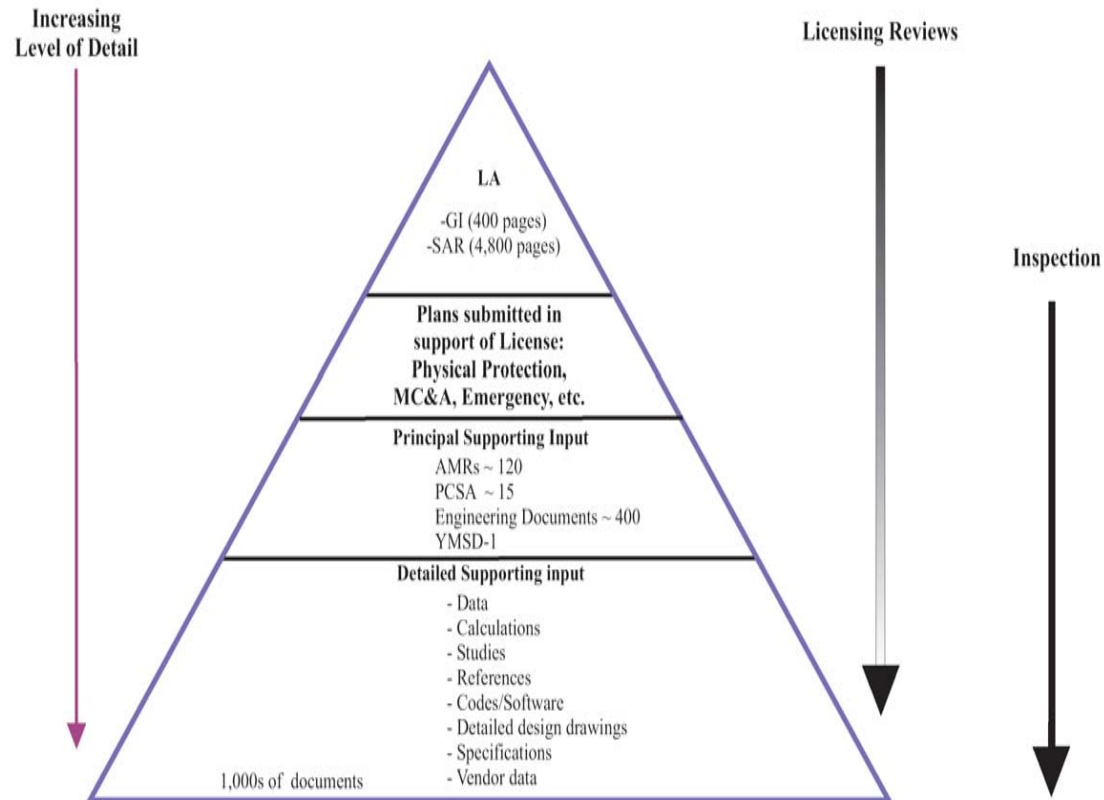 Increasing
Level of Detail
Licensing Reviews
LA
-GI (400 pages)
-SAR (4,800 pages)
Inspection
Plans submitted in
support of License:
Physical Protection,
MC&A, Emergency, etc.
Principal Supporting Input
AMRs ~ 120
PCSA ~ 15
Engineering Documents ~ 400
YMSD-1
Detailed Supporting input
- Data
- Calculations
- Studies
- References
- Codes/Software
- Detailed design drawings
- Specifications
- Vendor data
1,000s of documents